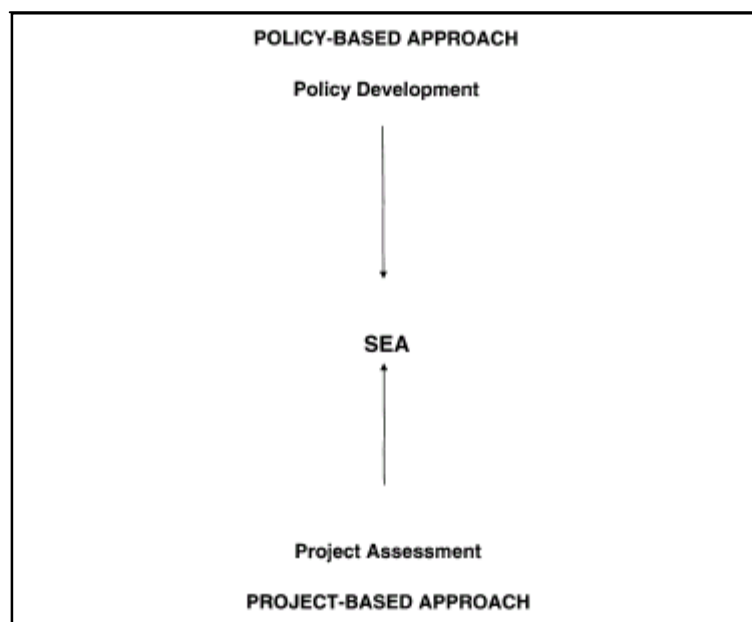 POLICY-BASED APPROACH
Policy Development
SEA
Project Assessment
PROJECT-BASED APPROACH